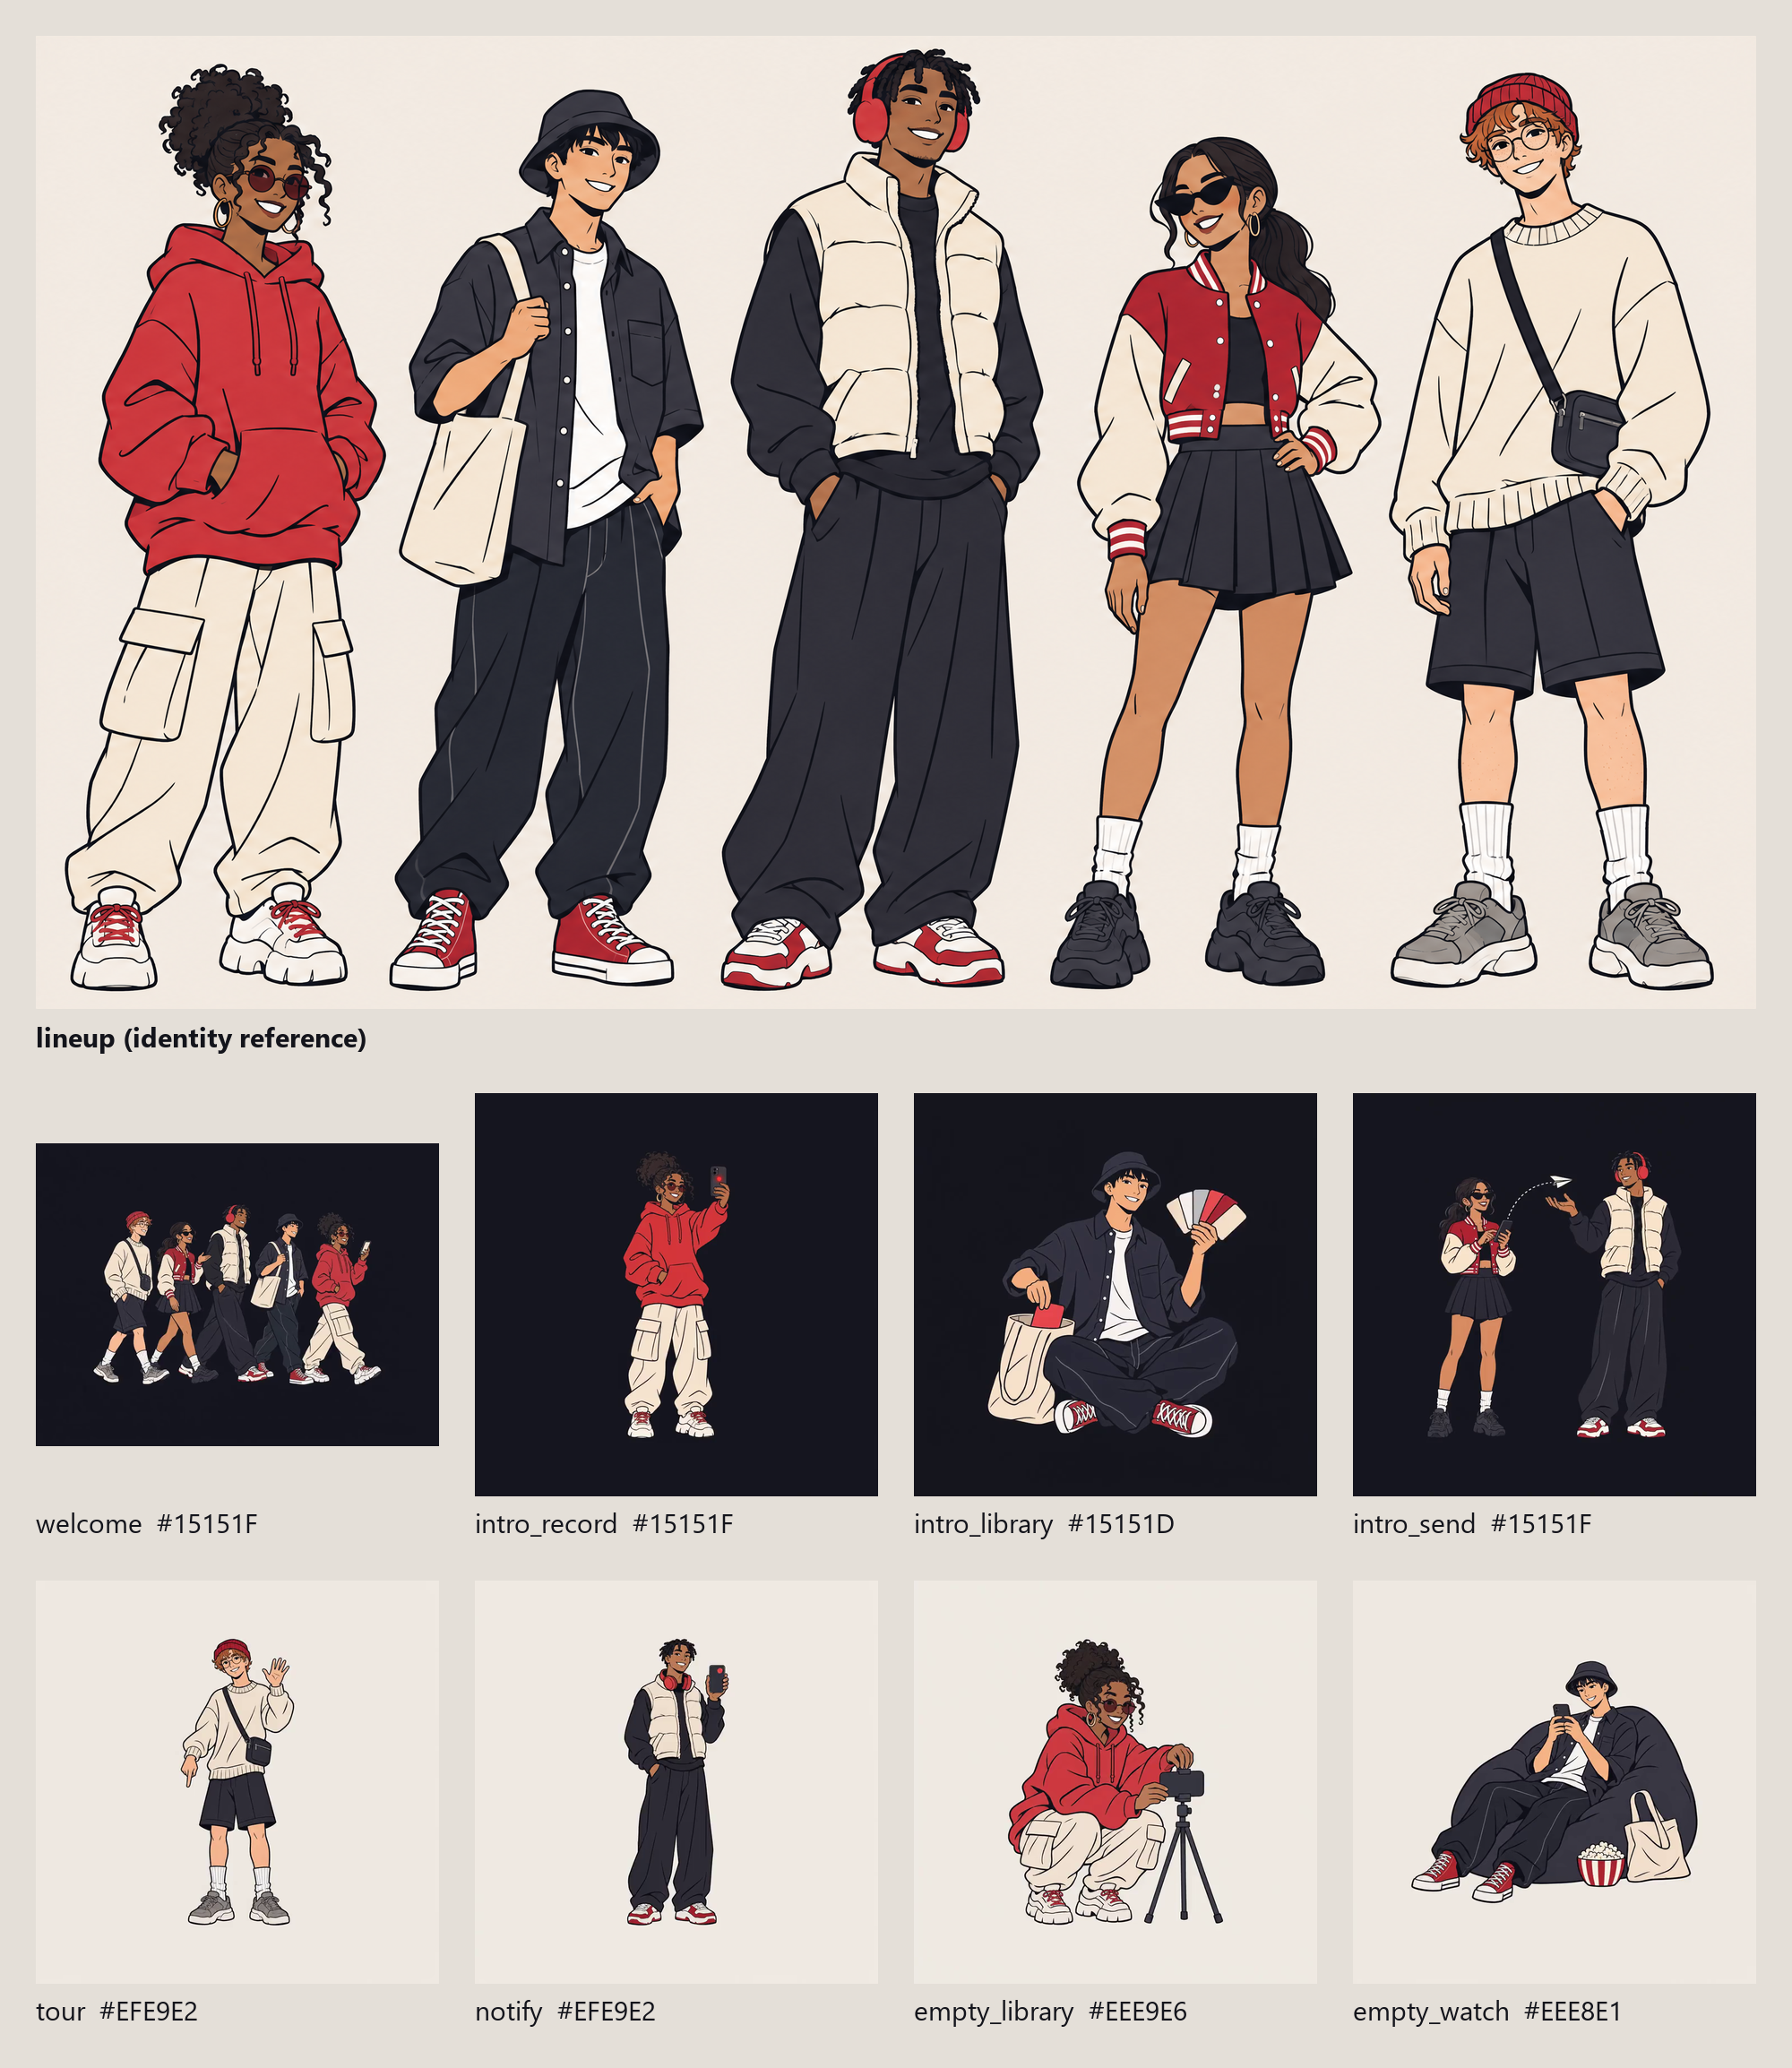 lineup (identity reference)
welcome #15151F
intro_record #15151F
intro_library #15151D
intro_send #15151F
tour #EFE9E2
notify #EFE9E2
empty_library #EEE9E6
empty_watch #EEE8E1